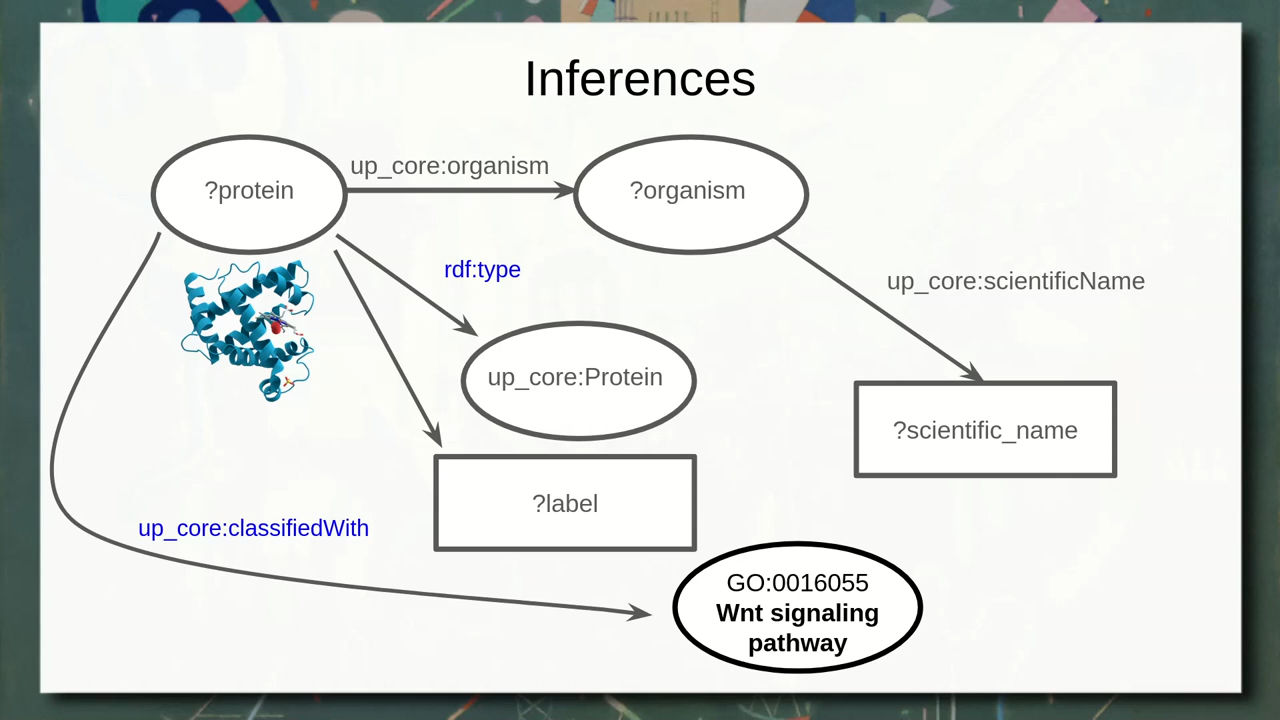 Inferences
?protein
up_core:organism
?organism
rdf:type
up_core:scientificName
up_core:Protein
?scientific_name
?label
up_core:classifiedWith
GO:0016055
Wnt signaling
pathway